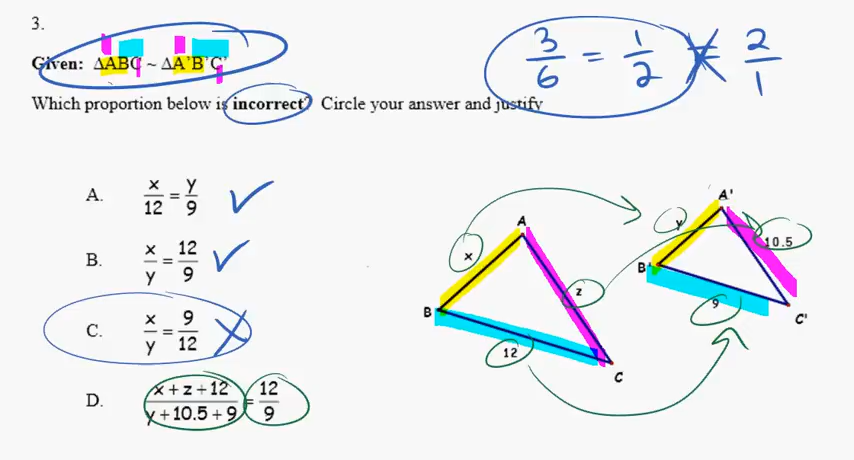 3.
Given: ΔABC ~ ΔA'B'C'
3/6 = 1/2 = 2/1
Which proportion below is incorrect? Circle your answer and justify
A. x/12 = y/9
B. x/y = 12/9
C. x/y = 9/12
D. (x+z+12)/(y+10.5+9) = 12/9
A
x
z
B
12
C
A'
y
10.5
B'
9
C'